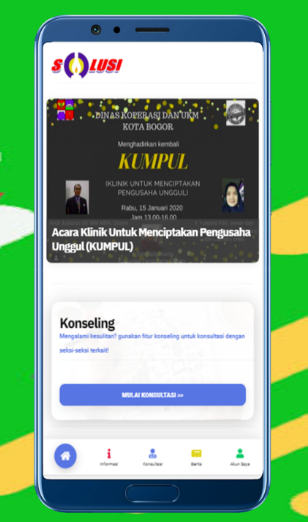 SOLUSI
DINAS KOPERASI DAN UKM
KOTA BOGOR
Menghadirkan kembali
KUMPUL
(KLINIK UNTUK MENCIPTAKAN
PENGUSAHA UNGGUL)
Rabu, 15 Januari 2020
Jam 13.00-16.00
Acara Klinik Untuk Menciptakan Pengusaha
Unggul (KUMPUL)
Konseling
Mengalami kesulitan? gunakan fitur konseling untuk konsultasi dengan
seksi-seksi terkait!
MULAI KONSULTASI >>
Informasi
Konsultasi
Berita
Akun Saya